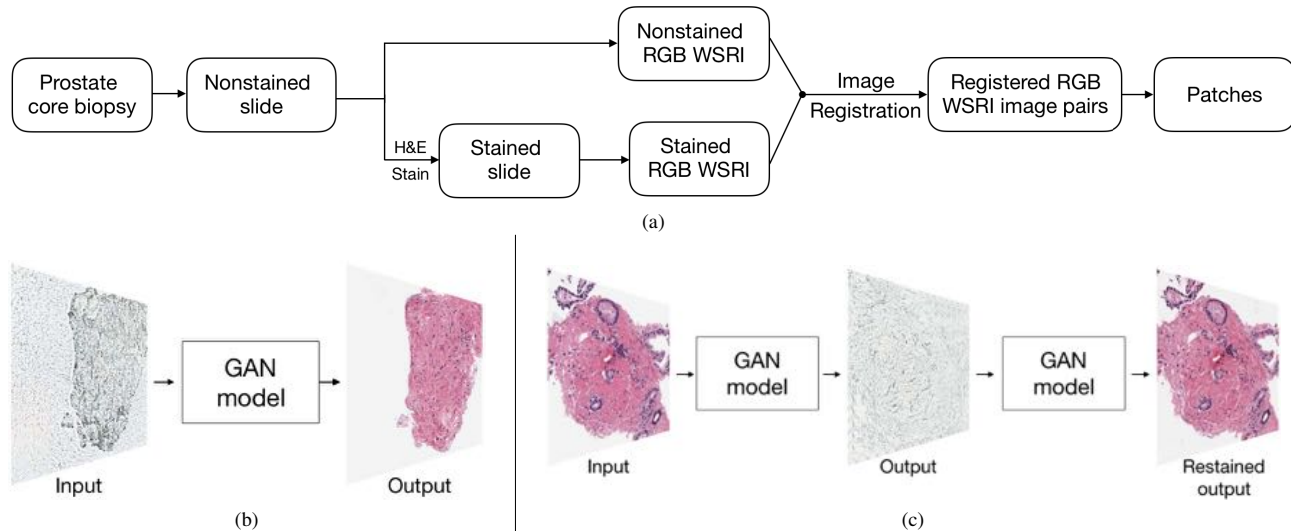 Prostate
core biopsy
Nonstained
slide
Nonstained
RGB WSRI
H&E
Stain
Stained
slide
Stained
RGB WSRI
Image
Registration
Registered RGB
WSRI image pairs
Patches
(a)
GAN
model
Input
Output
(b)
GAN
model
GAN
model
Input
Output
Restained
output
(c)